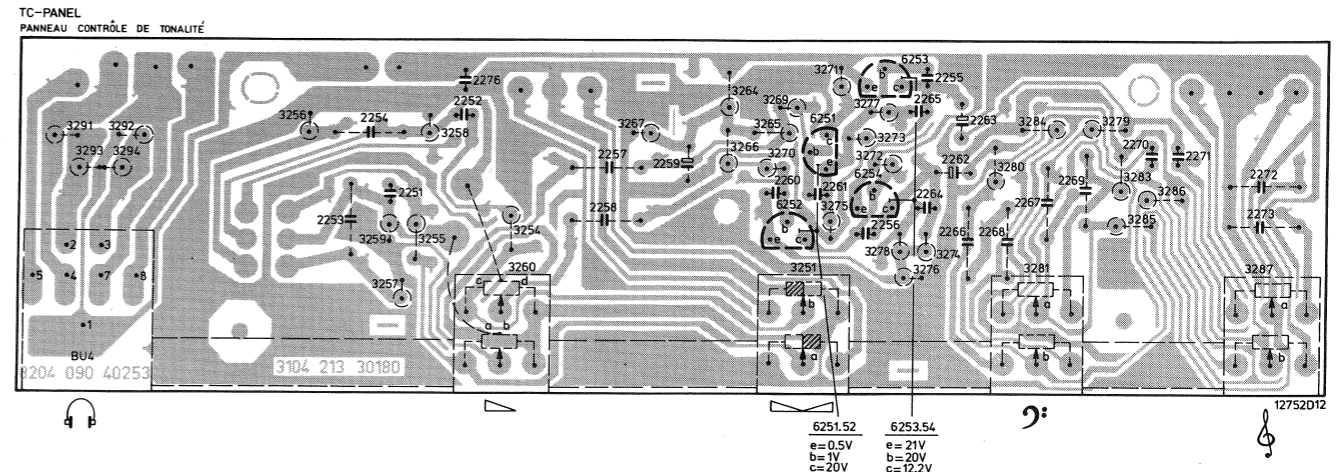 TC-PANEL
PANNEAU CONTRÔLE DE TONALITÉ
6253
3271
2276
2255
b
e
c
3264
2252
3269
3277
2265
3256
2254
6251
2263
3291
3292
3258
3267
3265
c
3273
3284
3279
b
3293
3294
2257
2259
3266
3270
e
3272
2262
3280
2270
2271
6254
2260
2261
b
2264
2269
3283
2272
2251
3286
2253
2258
6252
3275
e
c
2267
3254
b
2256
2266
2268
3285
2273
3259
3255
e
c
3278
3274
2
3
3276
5
4
7
8
3257
3260
3251
3281
3287
c
d
b
a
a
1
a
b
BU4
a
b
b
8204 090 40253
3104 213 30180
12752D12
6251.52
e=0.5V
b=1V
c=20V
6253.54
e=21V
b=20V
c=12.2V